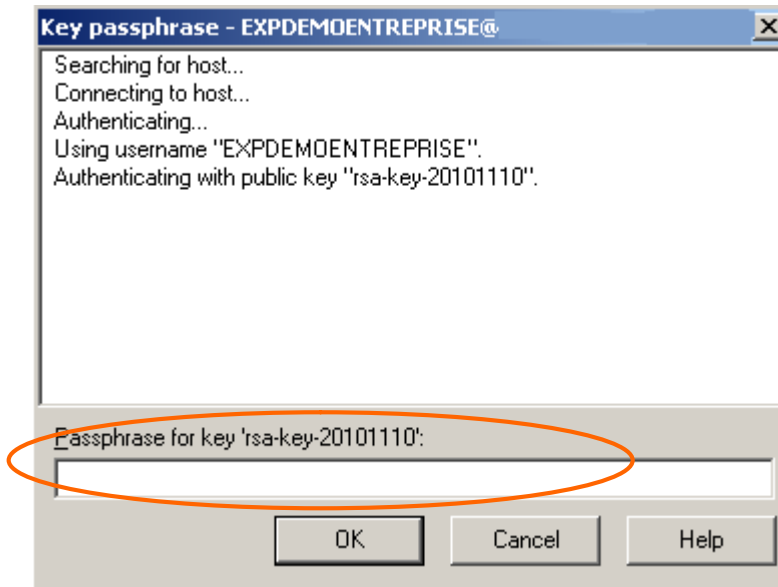 Key passphrase - EXPDEMOENTREPRISE@
Searching for host...
Connecting to host...
Authenticating...
Using username "EXPDEMOENTREPRISE".
Authenticating with public key "rsa-key-20101110".
Passphrase for key 'rsa-key-20101110':
OK Cancel Help